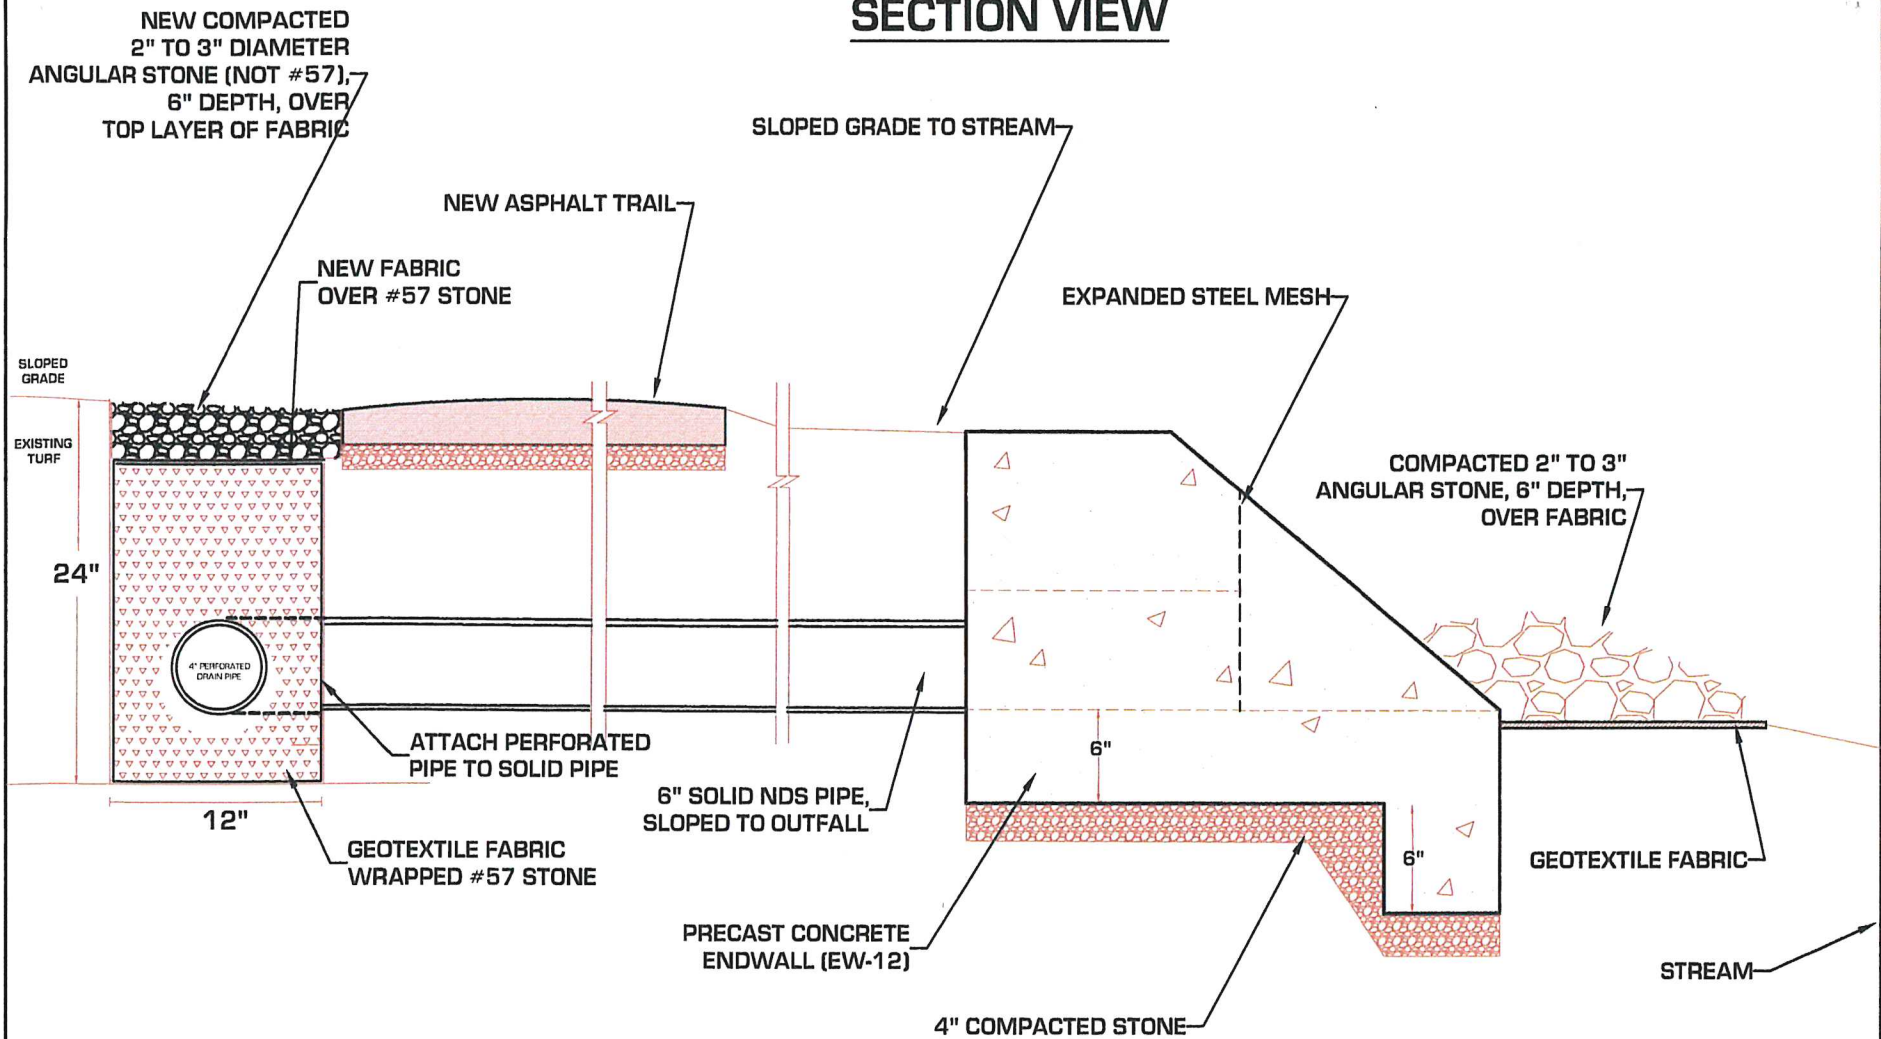 SECTION VIEW
NEW COMPACTED
2" TO 3" DIAMETER
ANGULAR STONE (NOT #57),
6" DEPTH, OVER
TOP LAYER OF FABRIC
SLOPED GRADE TO STREAM
NEW ASPHALT TRAIL
NEW FABRIC
OVER #57 STONE
EXPANDED STEEL MESH
SLOPED
GRADE
EXISTING
TURF
COMPACTED 2" TO 3"
ANGULAR STONE, 6" DEPTH,
OVER FABRIC
24"
4" PERFORATED
DRAIN PIPE
ATTACH PERFORATED
PIPE TO SOLID PIPE
6"
12"
6" SOLID NDS PIPE,
SLOPED TO OUTFALL
GEOTEXTILE FABRIC
WRAPPED #57 STONE
6"
GEOTEXTILE FABRIC
PRECAST CONCRETE
ENDWALL (EW-12)
STREAM
4" COMPACTED STONE